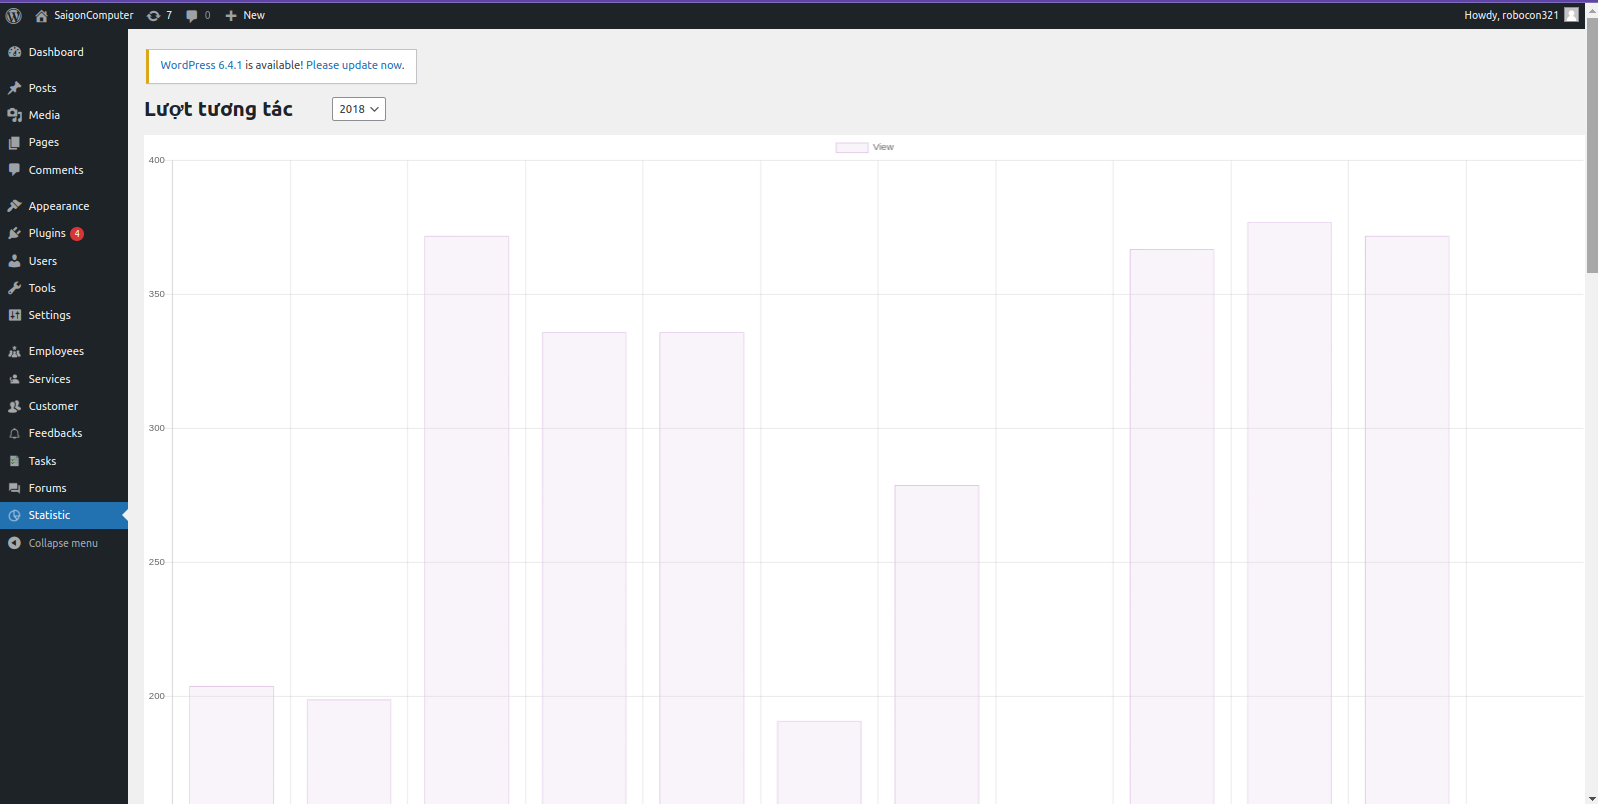 SaigonComputer 7 0 New Howdy, robocon321
Dashboard
Posts
Media
Pages
Comments
Appearance
Plugins 4
Users
Tools
Settings
Employees
Services
Customer
Feedbacks
Tasks
Forums
Statistic
Collapse menu
WordPress 6.4.1 is available! Please update now.
Lượt tương tác 2018
View
400
350
300
250
200